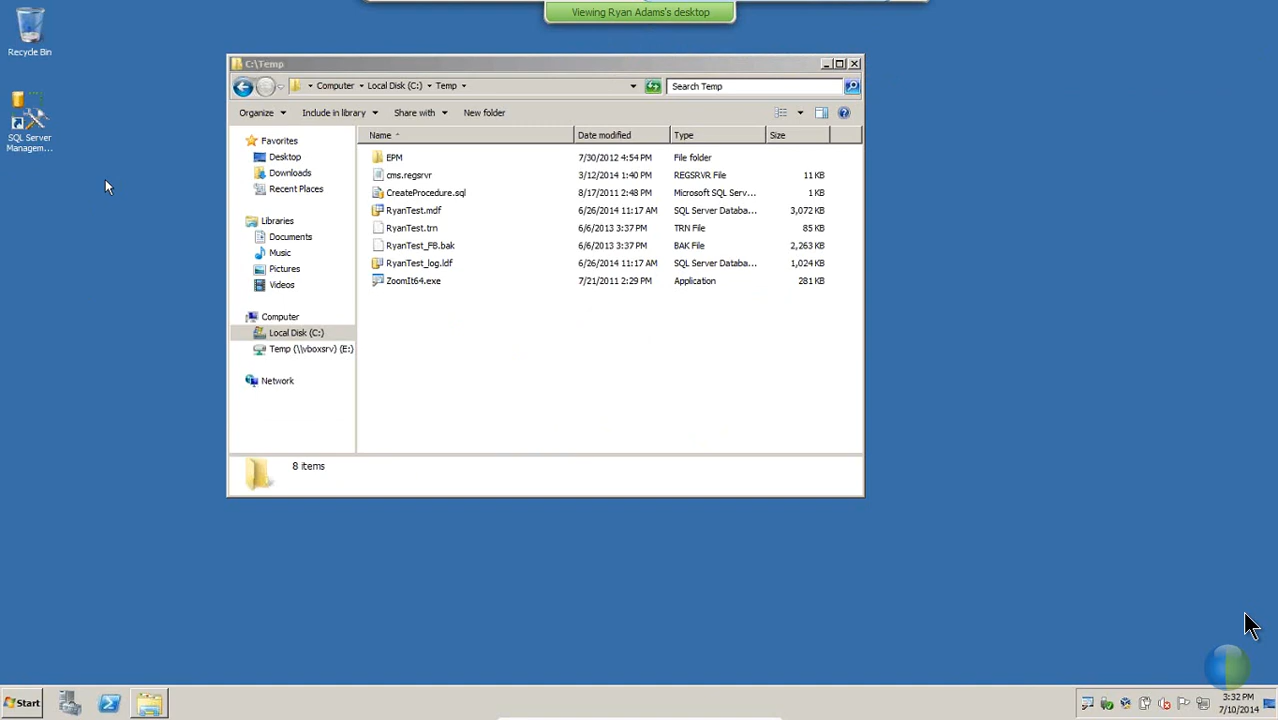 Viewing Ryan Adams's desktop
Recycle Bin
SQL Server
Managem...
C:\Temp
Computer Local Disk (C:) Temp
Search Temp
Organize Include in library Share with New folder
Name Date modified Type Size
Favorites
Desktop
Downloads
Recent Places
Libraries
Documents
Music
Pictures
Videos
Computer
Local Disk (C:)
Temp (\\vboxsrv) (E:)
Network
EPM 7/30/2012 4:54 PM File folder
cms.regsrvr 3/12/2014 1:40 PM REGSRVR File 11 KB
CreateProcedure.sql 8/17/2011 2:48 PM Microsoft SQL Serv... 1 KB
RyanTest.mdf 6/26/2014 11:17 AM SQL Server Databa... 3,072 KB
RyanTest.trn 6/6/2013 3:37 PM TRN File 85 KB
RyanTest_FB.bak 6/6/2013 3:37 PM BAK File 2,263 KB
RyanTest_log.ldf 6/26/2014 11:17 AM SQL Server Databa... 1,024 KB
ZoomIt64.exe 7/21/2011 2:29 PM Application 281 KB
8 items
Start
3:32 PM
7/10/2014